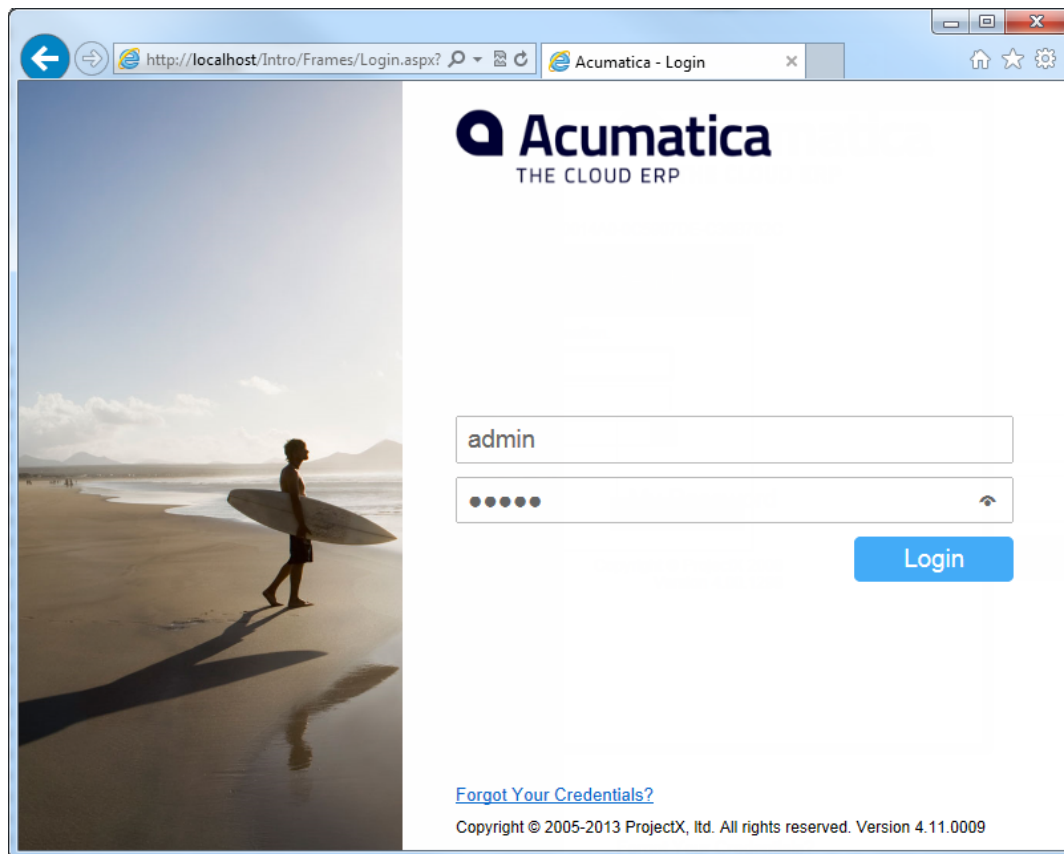 http://localhost/Intro/Frames/Login.aspx?
Acumatica - Login
Acumatica
THE CLOUD ERP
admin
Login
Forgot Your Credentials?
Copyright © 2005-2013 ProjectX, ltd. All rights reserved. Version 4.11.0009